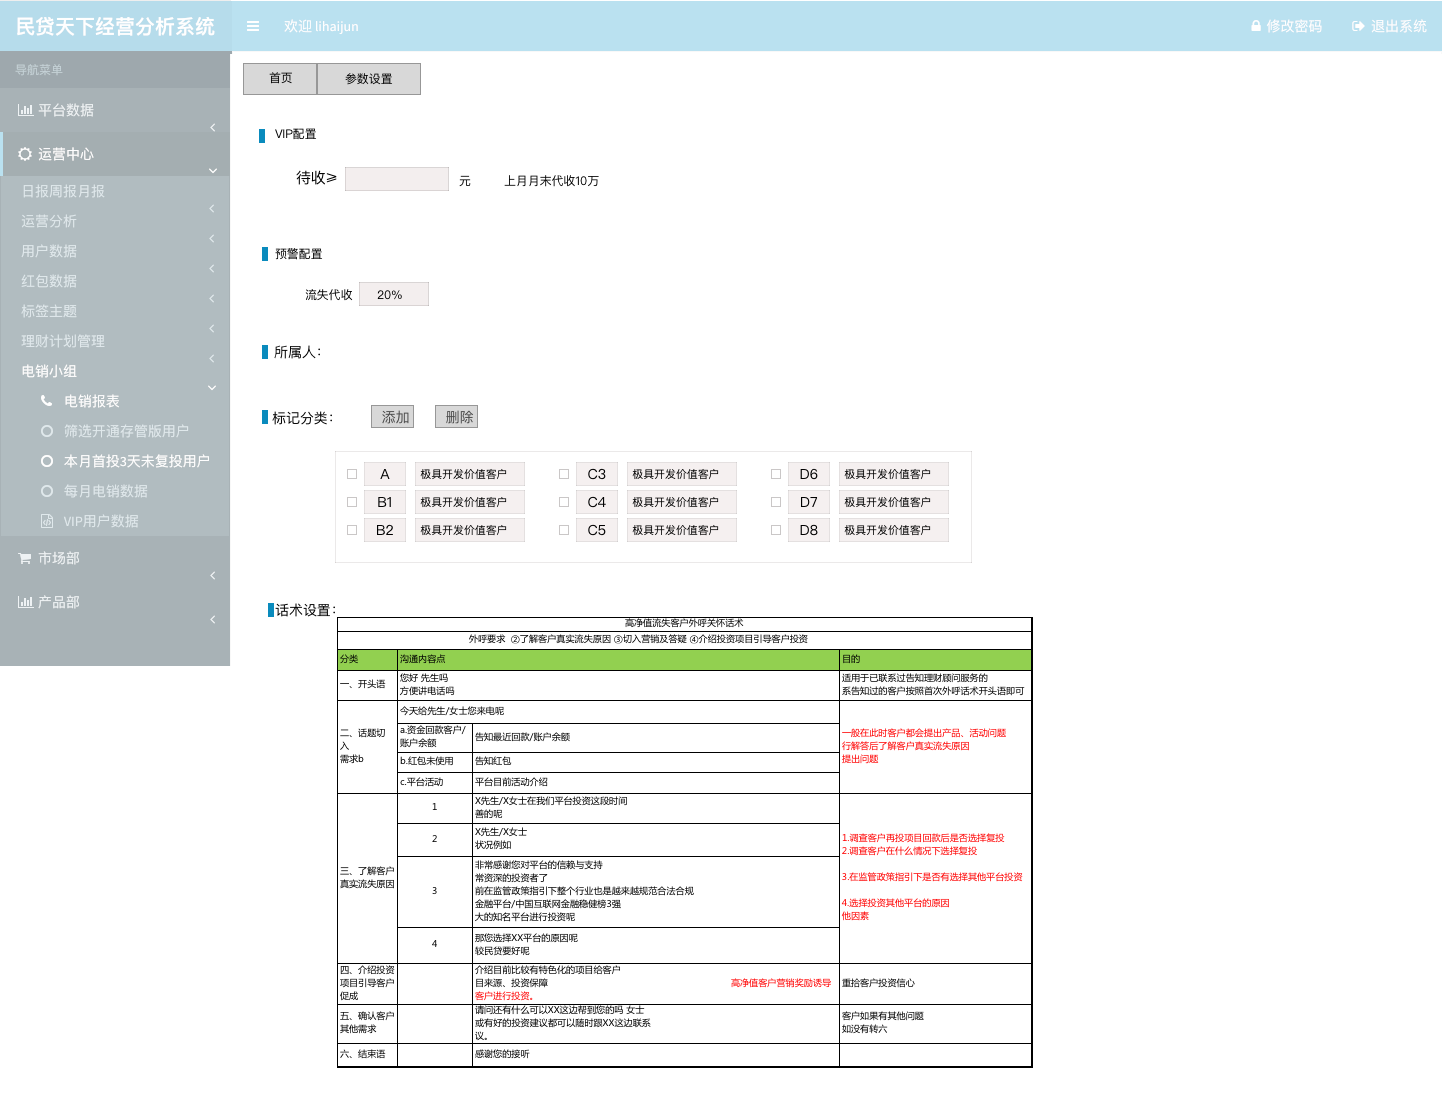 民贷天下经营分析系统
欢迎 lihaijun
修改密码
退出系统
导航菜单
平台数据
运营中心
日报周报月报
运营分析
用户数据
红包数据
标签主题
理财计划管理
电销小组
电销报表
筛选开通存管版用户
本月首投3天未复投用户
每月电销数据
VIP用户数据
市场部
产品部
首页
参数设置
VIP配置
待收≥
元
上月月末代收10万
预警配置
流失代收
20%
所属人：
标记分类：
添加
删除
A 极具开发价值客户 C3 极具开发价值客户 D6 极具开发价值客户
B1 极具开发价值客户 C4 极具开发价值客户 D7 极具开发价值客户
B2 极具开发价值客户 C5 极具开发价值客户 D8 极具开发价值客户
话术设置：
高净值流失客户外呼关怀话术
外呼要求 ②了解客户真实流失原因 ③切入营销及答疑 ④介绍投资项目引导客户投资
分类 沟通内容点 目的
一、开头语
您好 先生吗
方便讲电话吗
适用于已联系过告知理财顾问服务的
系告知过的客户按照首次外呼话术开头语即可
二、话题切
入
需求b
今天给先生/女士您来电呢
a.资金回款客户/
账户余额
告知最近回款/账户余额
b.红包未使用
告知红包
c.平台活动
平台目前活动介绍
一般在此时客户都会提出产品、活动问题
行解答后了解客户真实流失原因
提出问题
三、了解客户
真实流失原因
1
X先生/X女士在我们平台投资这段时间
善的呢
2
X先生/X女士
状况例如
3
非常感谢您对平台的信赖与支持
常资深的投资者了
前在监管政策指引下整个行业也是越来越规范合法合规
金融平台/中国互联网金融稳健榜3强
大的知名平台进行投资呢
4
那您选择XX平台的原因呢
较民贷要好呢
1.调查客户再投项目回款后是否选择复投
2.调查客户在什么情况下选择复投
3.在监管政策指引下是否有选择其他平台投资
4.选择投资其他平台的原因
他因素
四、介绍投资
项目引导客户
促成
介绍目前比较有特色化的项目给客户
目来源、投资保障 高净值客户营销奖励诱导
客户进行投资。
重拾客户投资信心
五、确认客户
其他需求
请问还有什么可以XX这边帮到您的吗 女士
或有好的投资建议都可以随时跟XX这边联系
议。
客户如果有其他问题
如没有转六
六、结束语
感谢您的接听